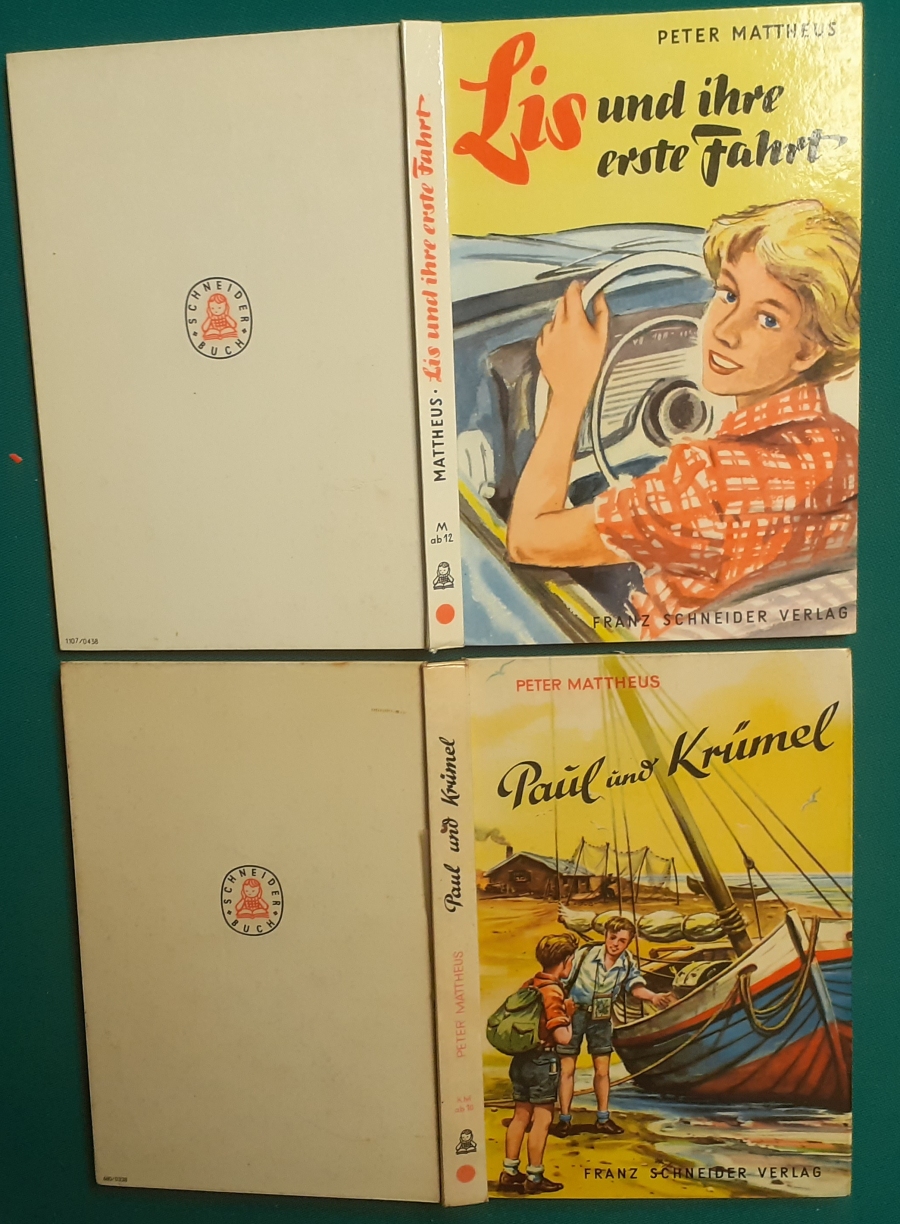 PETER MATTHEUS
Lis und ihre
erste Fahrt
FRANZ SCHNEIDER VERLAG
MATTHEUS · Lis und ihre erste Fahrt
M
ab 12
SCHNEIDER
BUCH
1107/0438
PETER MATTHEUS
Paul und Krümel
FRANZ SCHNEIDER VERLAG
PETER MATTHEUS Paul und Krümel
SCHNEIDER
BUCH